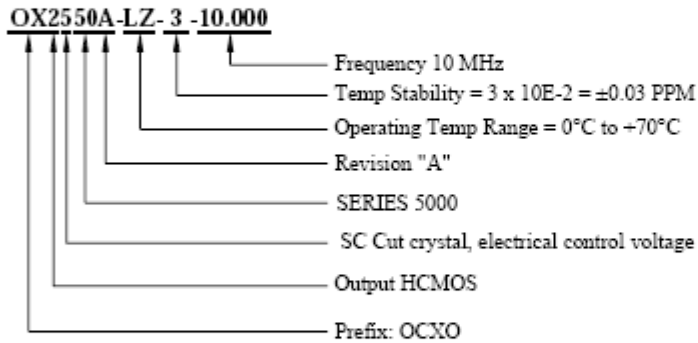 OX2550A-LZ- 3 -10.000
Frequency 10 MHz
Temp Stability = 3 x 10E-2 = ±0.03 PPM
Operating Temp Range = 0°C to +70°C
Revision "A"
SERIES 5000
SC Cut crystal, electrical control voltage
Output HCMOS
Prefix: OCXO